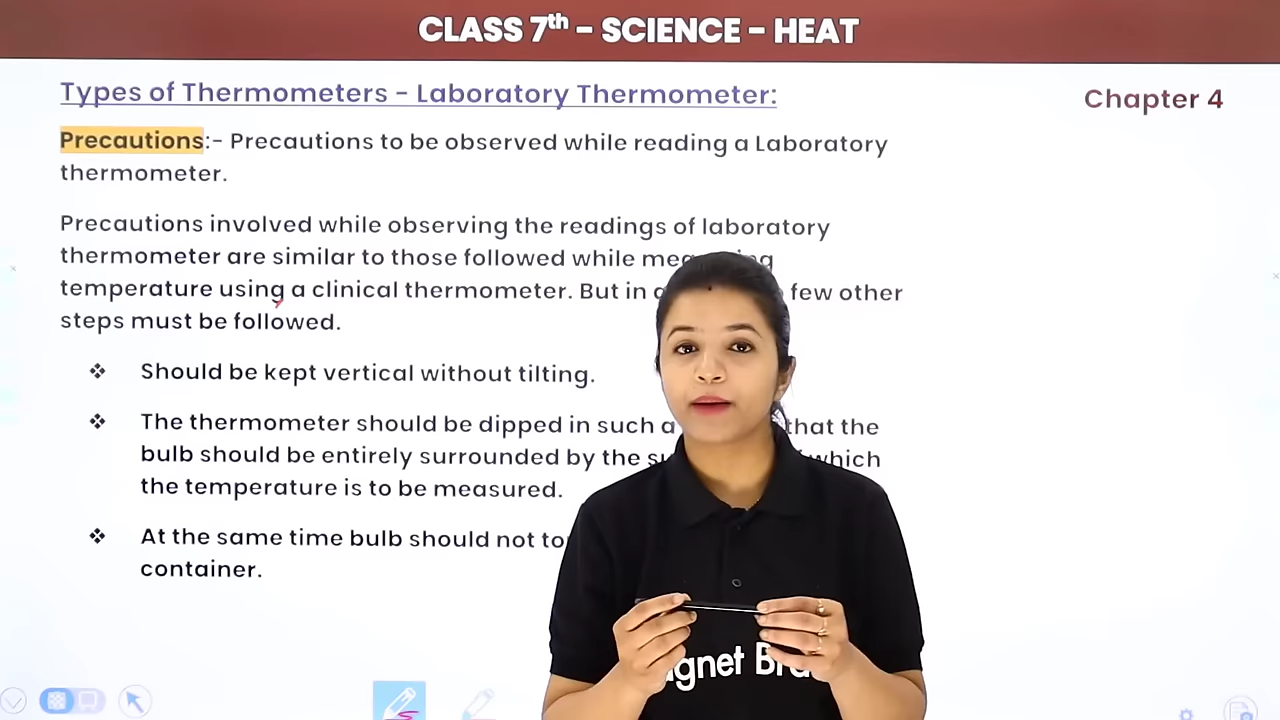 CLASS 7th - SCIENCE - HEAT
Types of Thermometers - Laboratory Thermometer:
Chapter 4
Precautions:- Precautions to be observed while reading a Laboratory
thermometer.
Precautions involved while observing the readings of laboratory
thermometer are similar to those followed while
temperature using a clinical thermometer. But in few other
steps must be followed.
❖ Should be kept vertical without tilting.
❖ The thermometer should be dipped in such a that the
bulb should be entirely surrounded by the which
the temperature is to be measured.
❖ At the same time bulb should not
container.